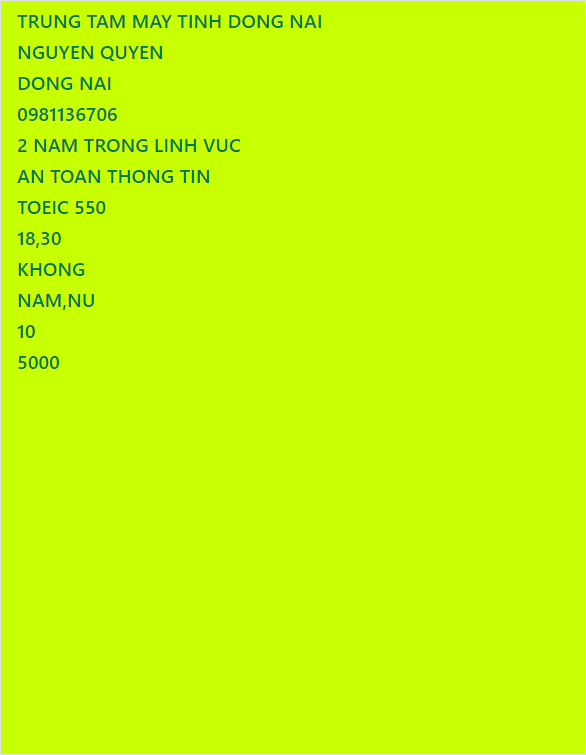 TRUNG TAM MAY TINH DONG NAI
NGUYEN QUYEN
DONG NAI
0981136706
2 NAM TRONG LINH VUC
AN TOAN THONG TIN
TOEIC 550
18,30
KHONG
NAM,NU
10
5000